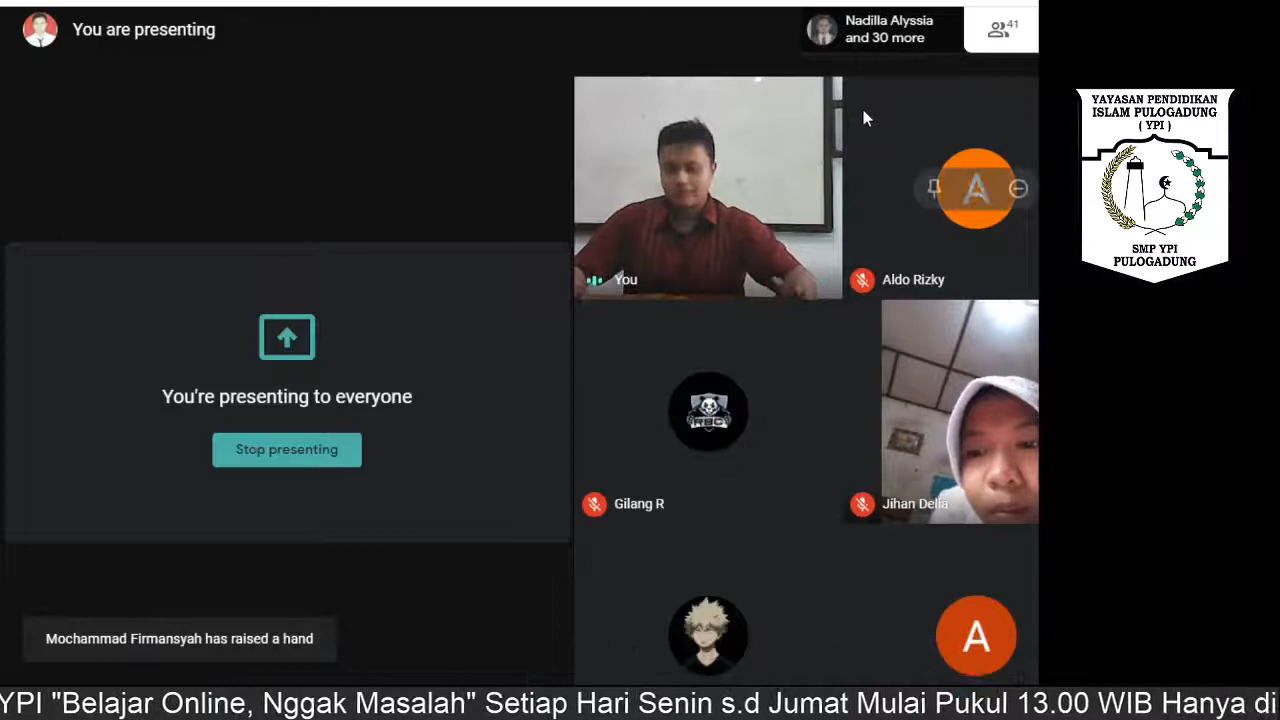 You are presenting
Nadilla Alyssia
and 30 more
41
YAYASAN PENDIDIKAN
ISLAM PULOGADUNG
( YPI )
SMP YPI
PULOGADUNG
A
You
Aldo Rizky
You're presenting to everyone
Stop presenting
RBC
Gilang R
Jihan Delia
Mochammad Firmansyah has raised a hand
A
YPI "Belajar Online, Nggak Masalah" Setiap Hari Senin s.d Jumat Mulai Pukul 13.00 WIB Hanya di